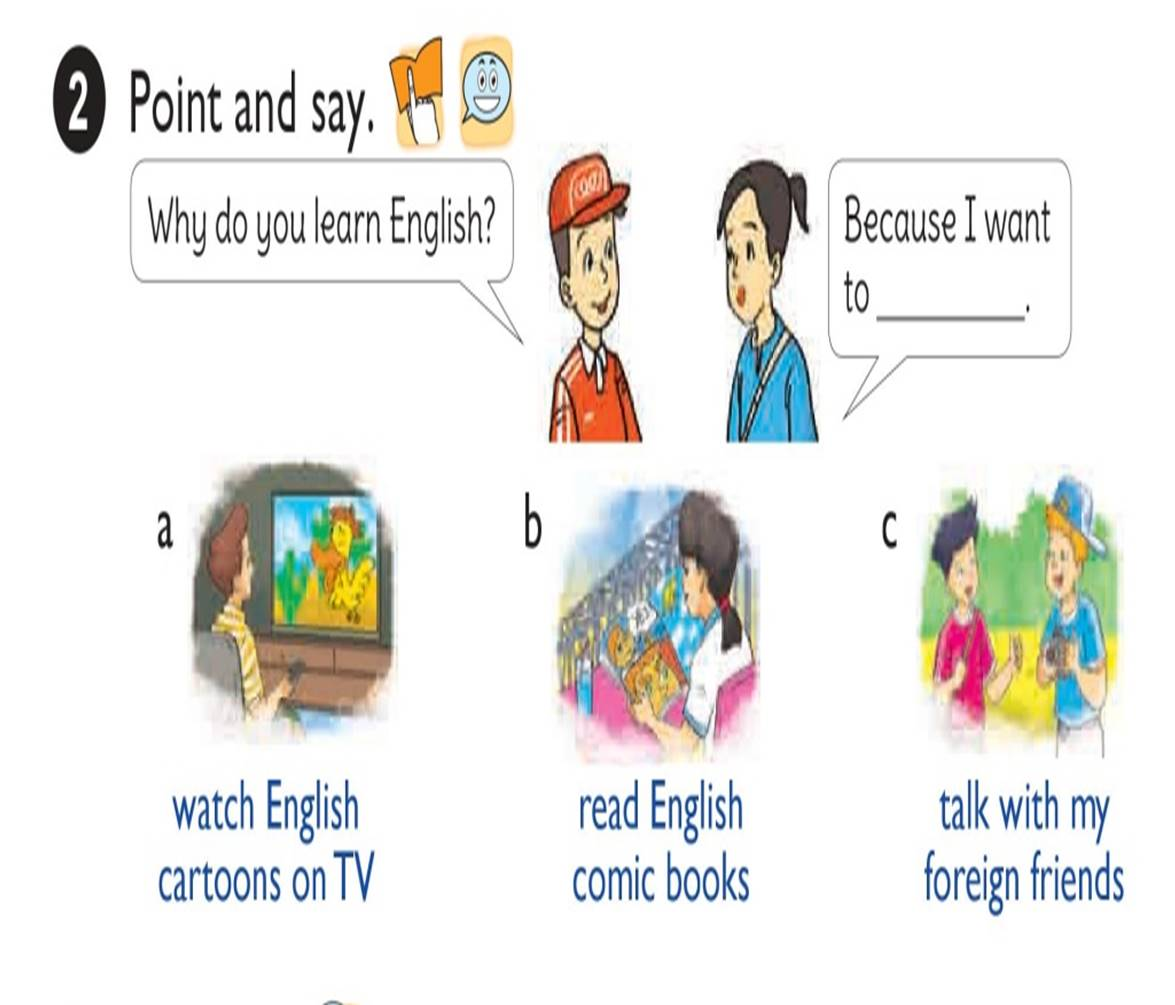 2 Point and say.
Why do you learn English?
Because I want
to __________.
a
b
c
watch English
cartoons on TV
read English
comic books
talk with my
foreign friends